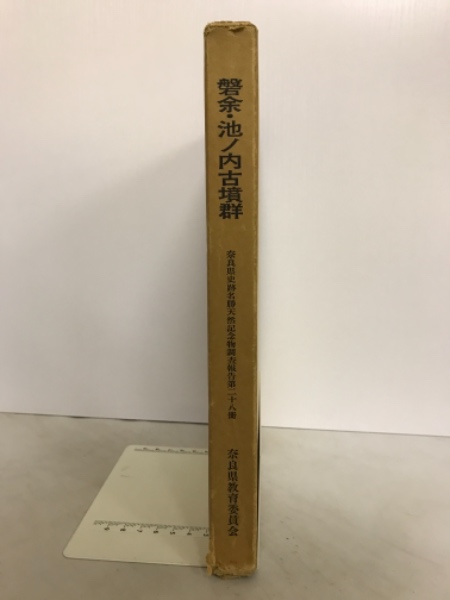 磐余・池ノ内古墳群
奈良県史跡名勝天然記念物調査報告第二十八冊
奈良県教育委員会